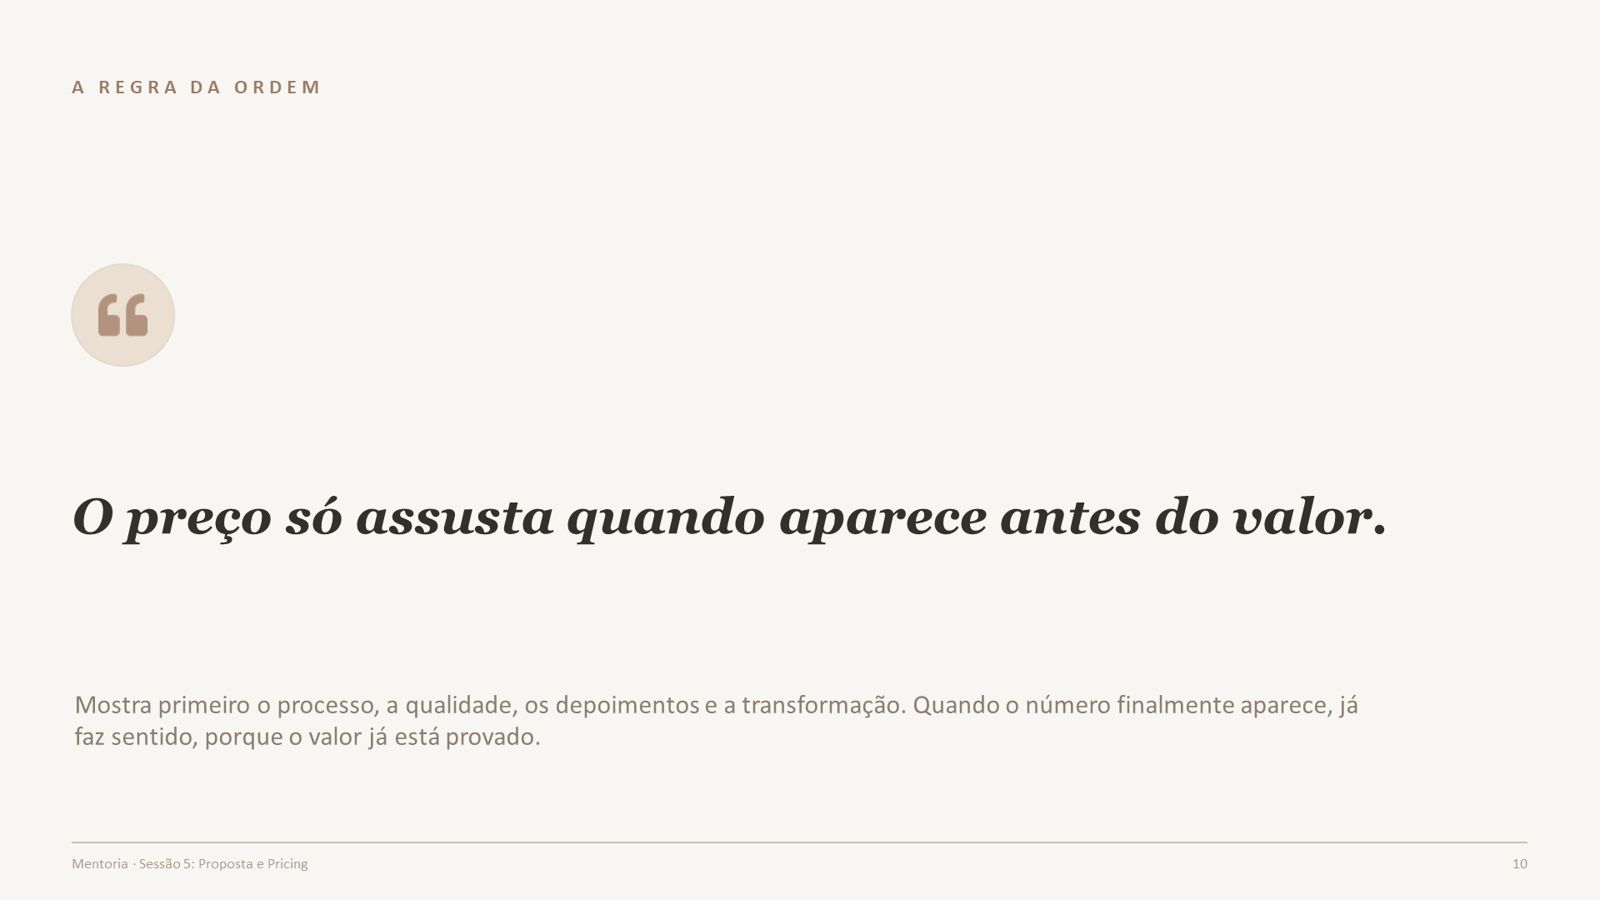 A REGRA DA ORDEM
O preço só assusta quando aparece antes do valor.
Mostra primeiro o processo, a qualidade, os depoimentos e a transformação. Quando o número finalmente aparece, já
faz sentido, porque o valor já está provado.
Mentoria · Sessão 5: Proposta e Pricing
10